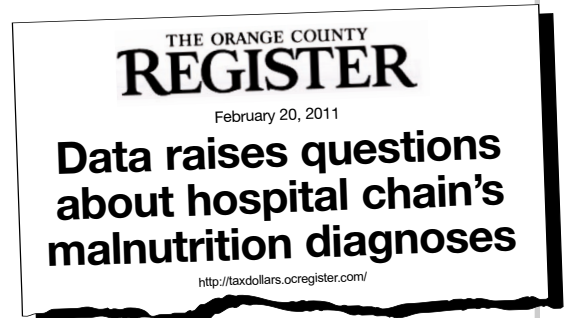 THE ORANGE COUNTY
REGISTER
February 20, 2011
Data raises questions
about hospital chain's
malnutrition diagnoses
http://taxdollars.ocregister.com/